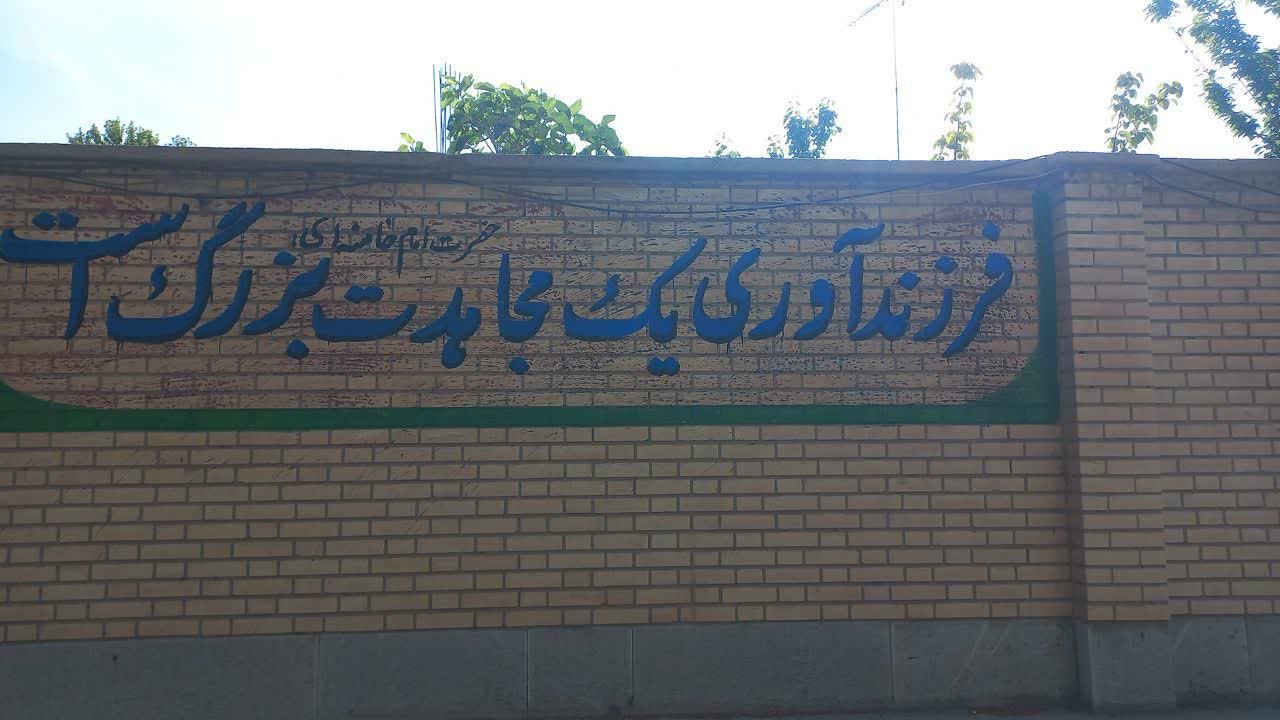 حضرت امام خامنه‌ای:
فرزندآوری یک مجاهدت بزرگ است